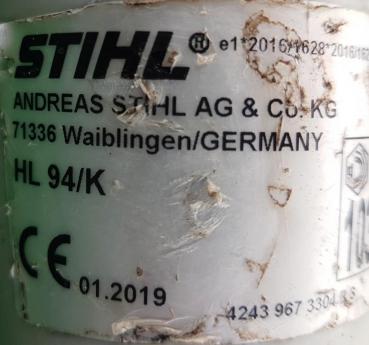 STIHL® e1*2016/1628*2016/162
ANDREAS STIHL AG & Co. KG
71336 Waiblingen/GERMANY
HL 94/K
CE 01.2019
4243 967 3304